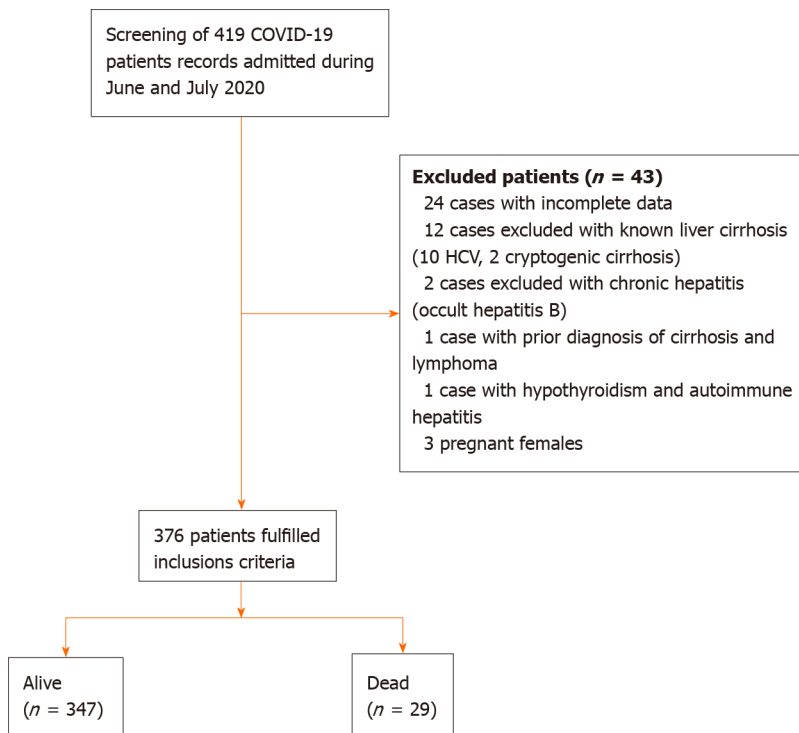 Screening of 419 COVID-19
patients records admitted during
June and July 2020
Excluded patients (n = 43)
24 cases with incomplete data
12 cases excluded with known liver cirrhosis
(10 HCV, 2 cryptogenic cirrhosis)
2 cases excluded with chronic hepatitis
(occult hepatitis B)
1 case with prior diagnosis of cirrhosis and
lymphoma
1 case with hypothyroidism and autoimmune
hepatitis
3 pregnant females
376 patients fulfilled
inclusions criteria
Alive
(n = 347)
Dead
(n = 29)